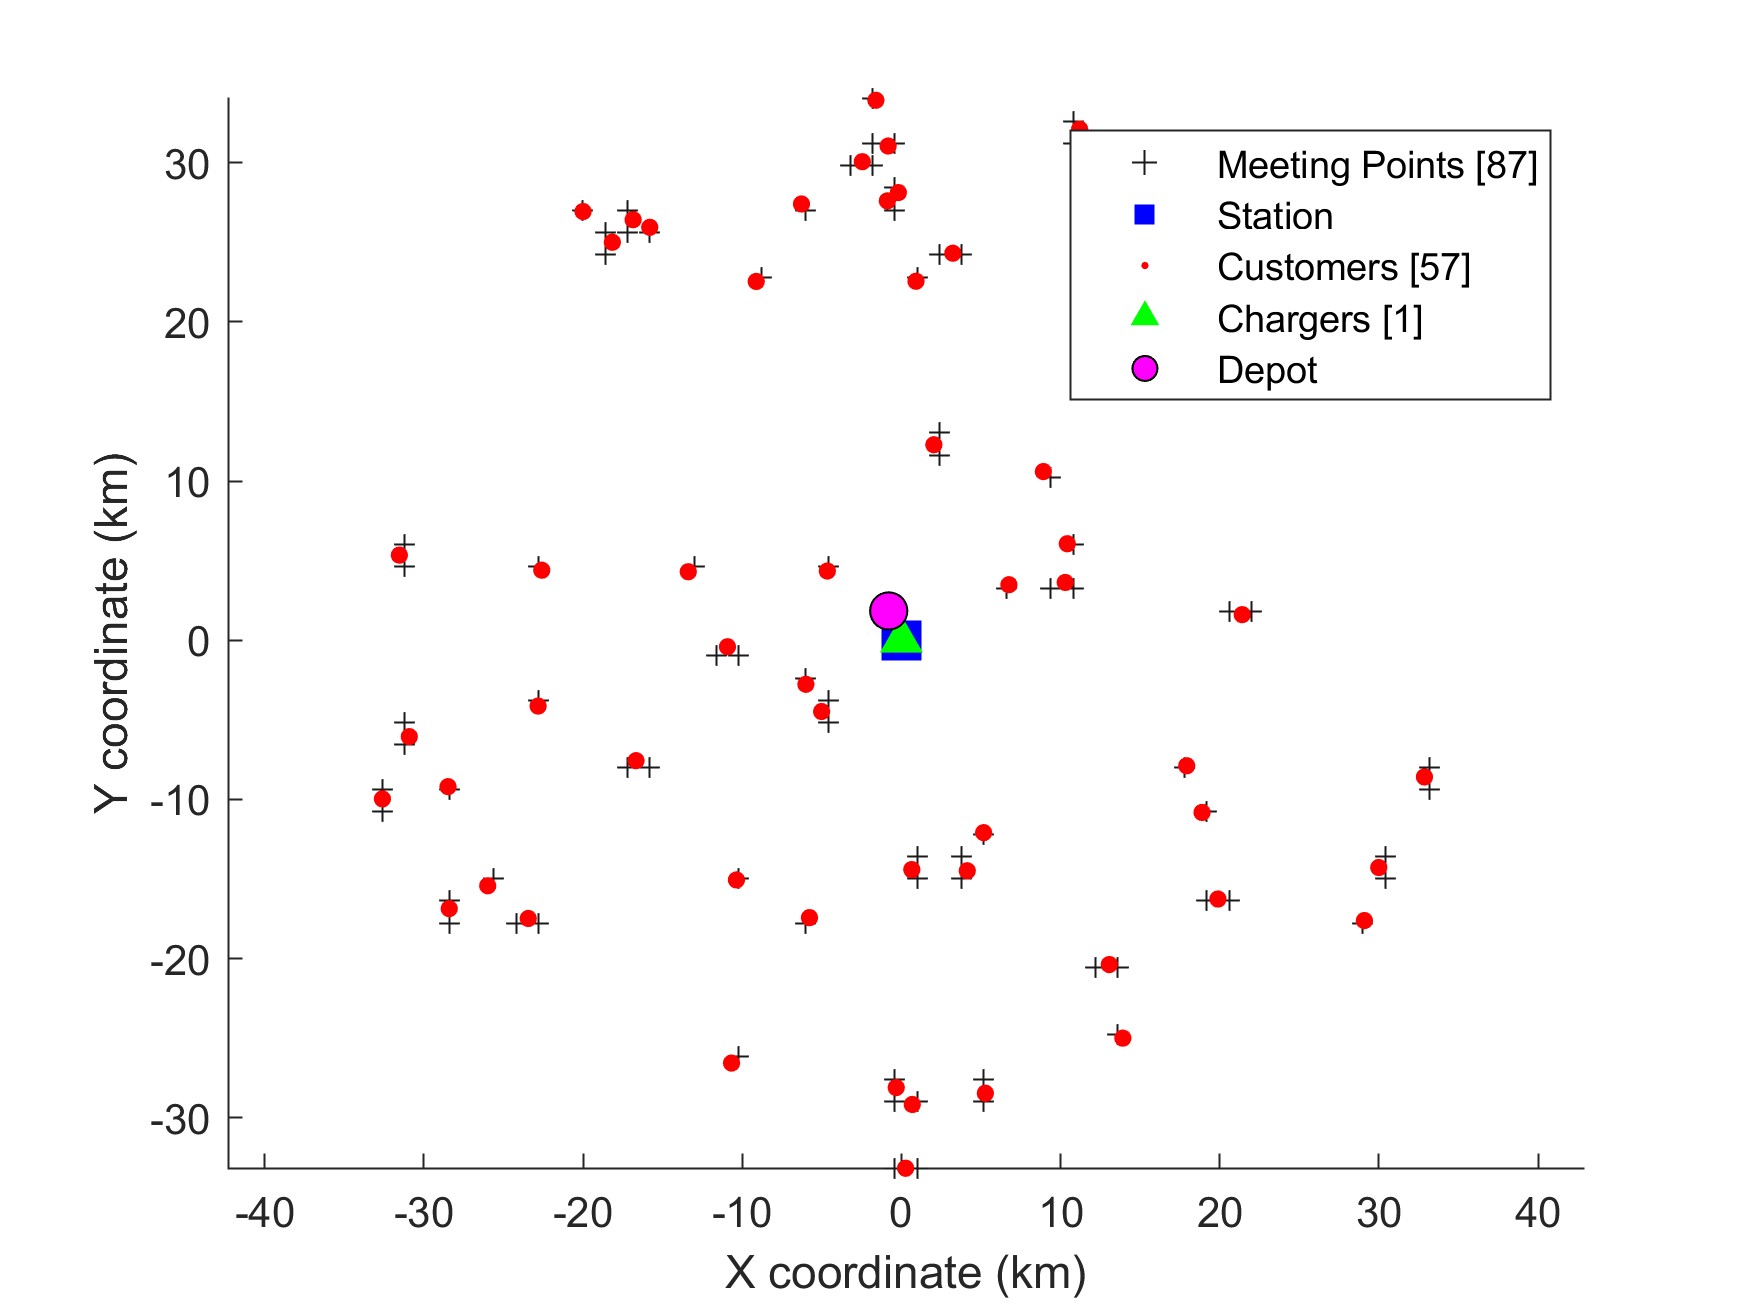 30
20
10
0
-10
-20
-30
-40 -30 -20 -10 0 10 20 30 40
X coordinate (km)
Y coordinate (km)
Meeting Points [87]
Station
Customers [57]
Chargers [1]
Depot